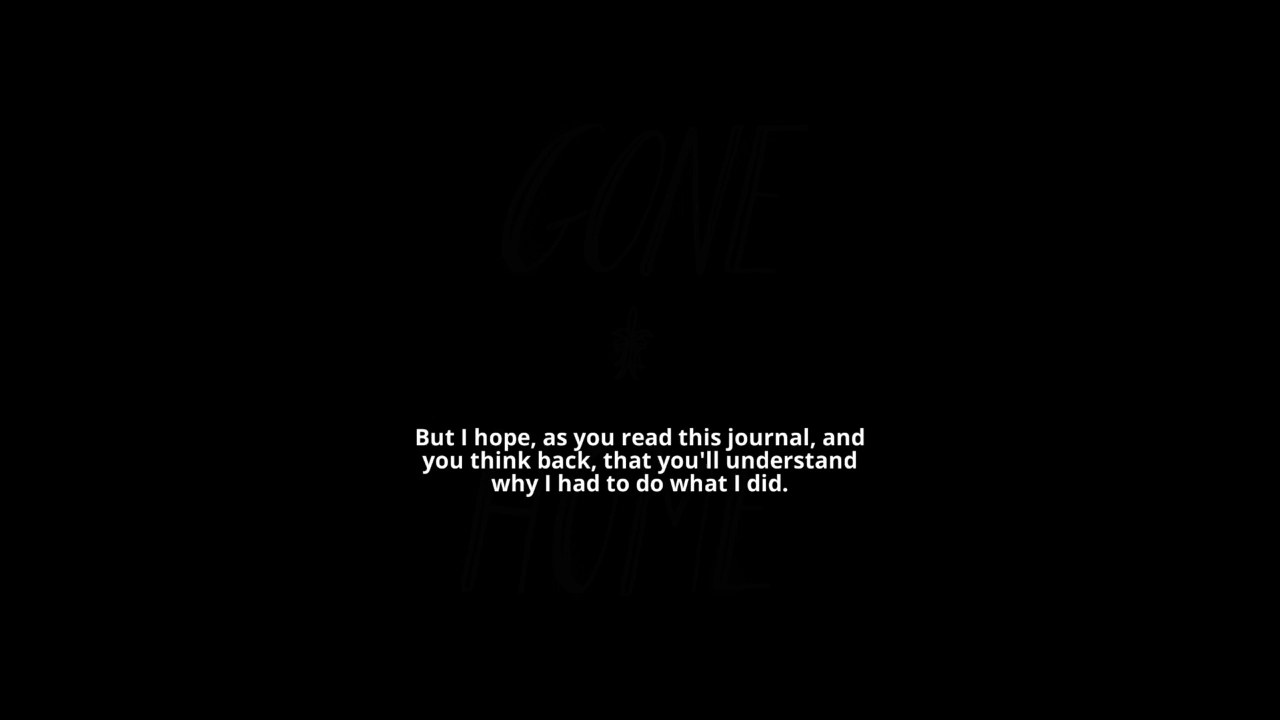 GONE
But I hope, as you read this journal, and
you think back, that you'll understand
why I had to do what I did.
HOME